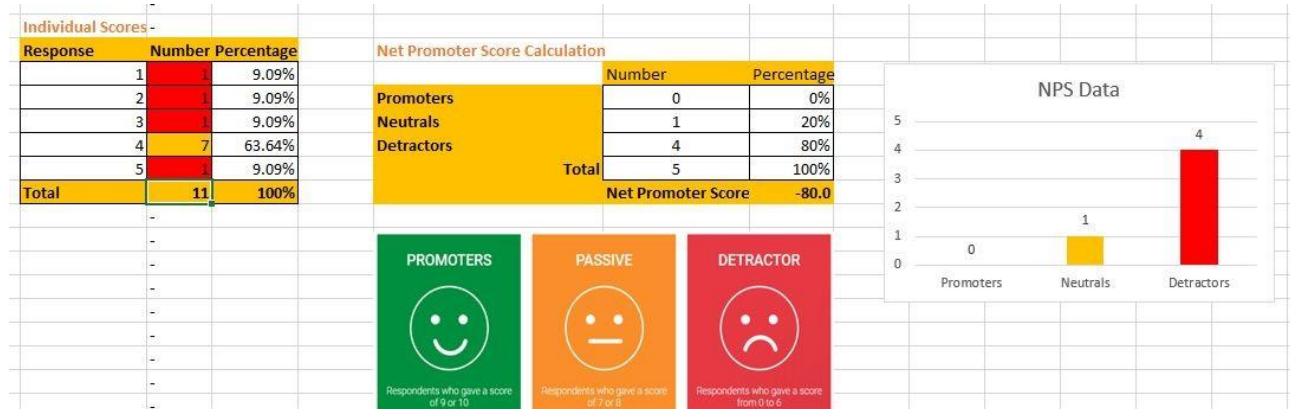 Individual Scores
Response Number Percentage
1 1 9.09%
2 1 9.09%
3 1 9.09%
4 7 63.64%
5 1 9.09%
Total 11 100%
Net Promoter Score Calculation
Number Percentage
Promoters 0 0%
Neutrals 1 20%
Detractors 4 80%
Total 5 100%
Net Promoter Score -80.0
PROMOTERS
Respondents who gave a score
of 9 or 10
PASSIVE
Respondents who gave a score
of 7 or 8
DETRACTOR
Respondents who gave a score
from 0 to 6
NPS Data
5
4
3
2
1
0
0
1
4
Promoters Neutrals Detractors